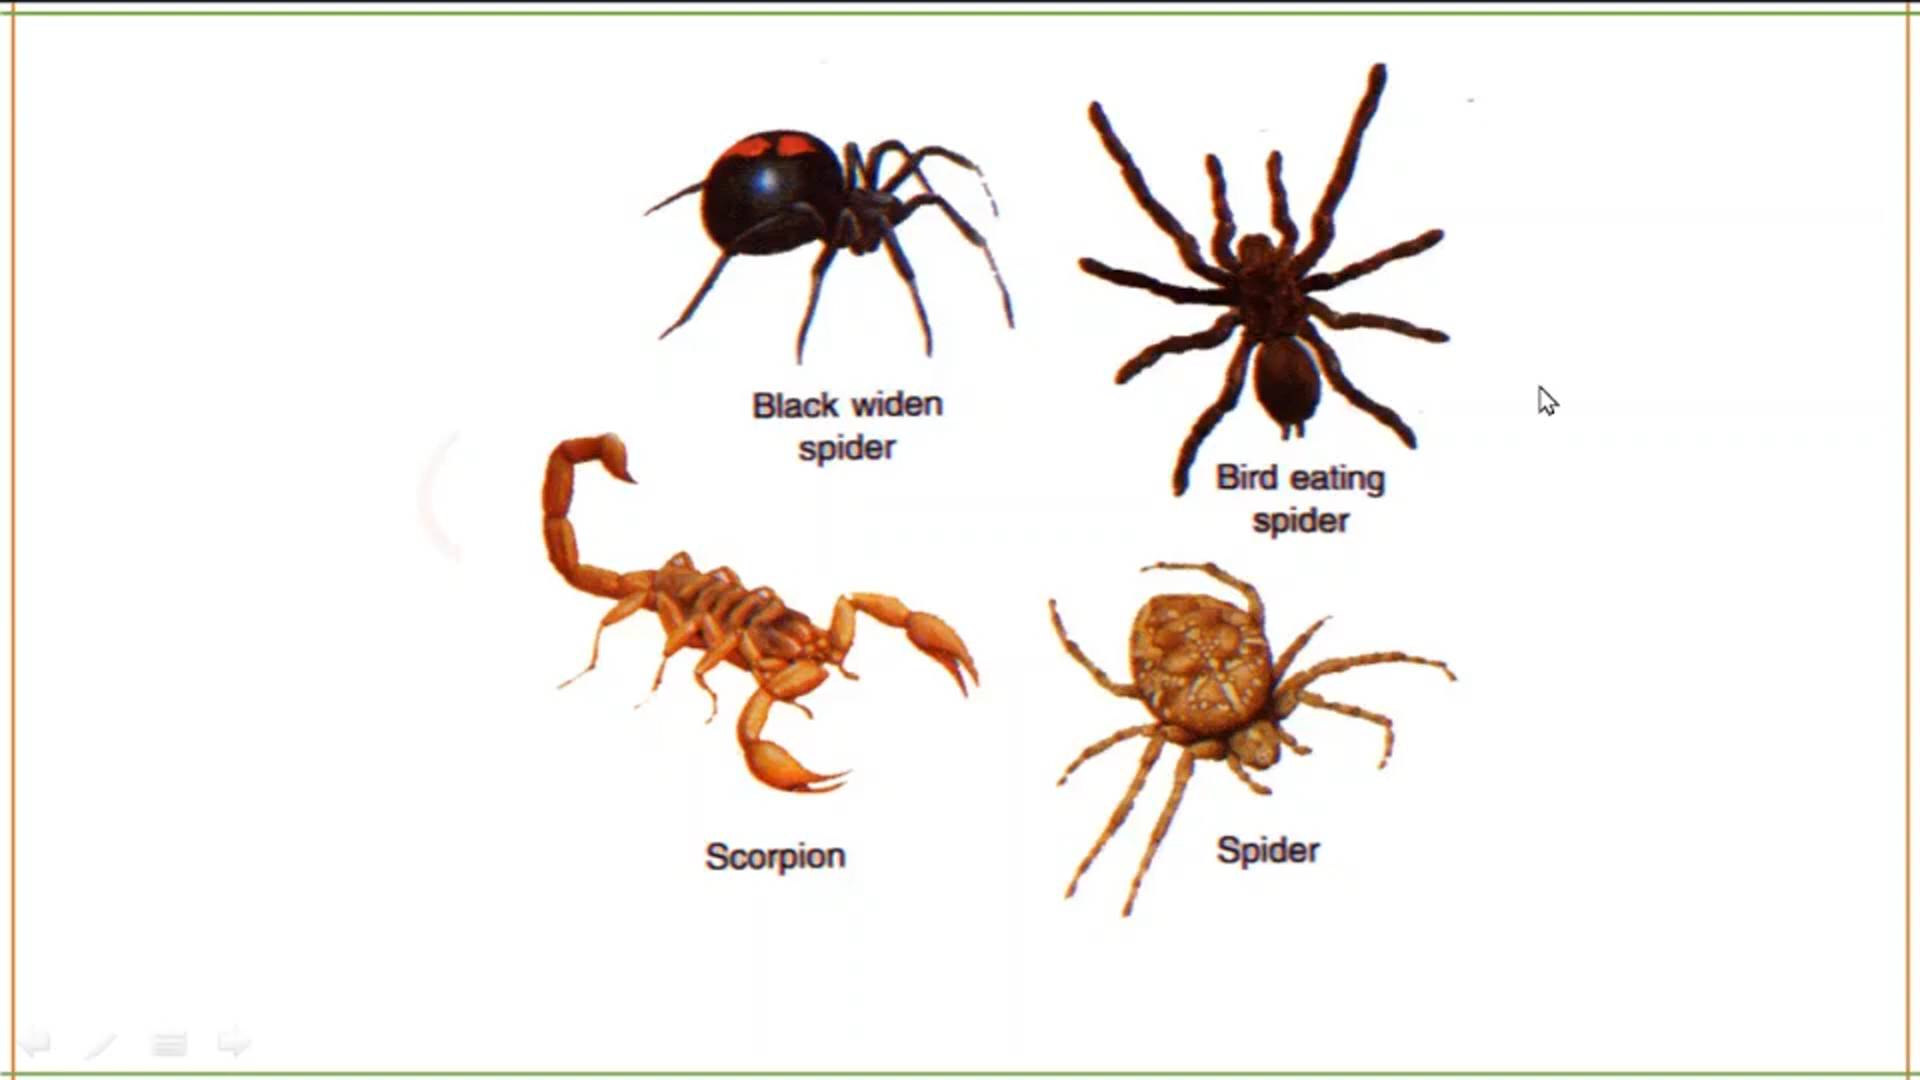 Black widen
spider
Bird eating
spider
Scorpion
Spider